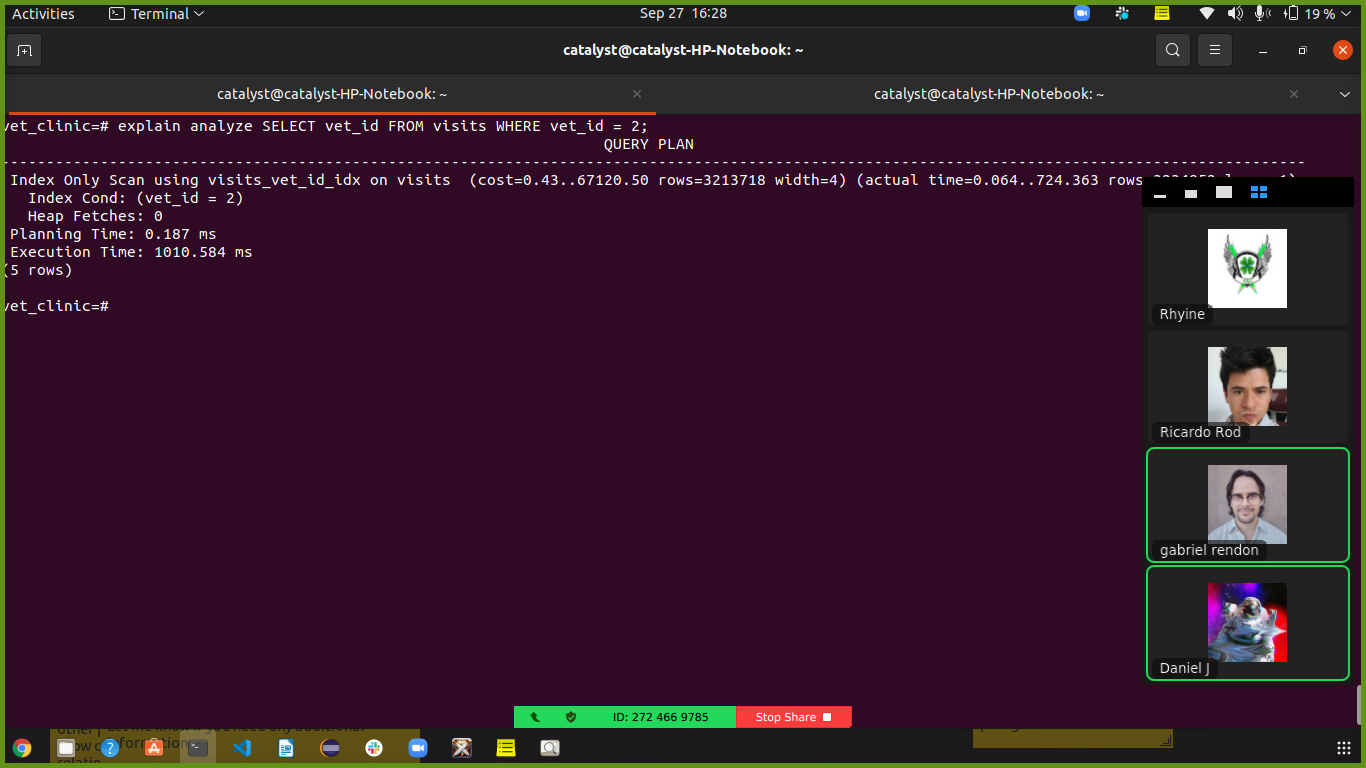 Activities Terminal Sep 27 16:28 19 %
catalyst@catalyst-HP-Notebook: ~
catalyst@catalyst-HP-Notebook: ~ catalyst@catalyst-HP-Notebook: ~
vet_clinic=# explain analyze SELECT vet_id FROM visits WHERE vet_id = 2;
QUERY PLAN
-----------------------------------------------------------------------------------------------------------------------------------------------
Index Only Scan using visits_vet_id_idx on visits (cost=0.43..67120.50 rows=3213718 width=4) (actual time=0.064..724.363 rows
Index Cond: (vet_id = 2)
Heap Fetches: 0
Planning Time: 0.187 ms
Execution Time: 1010.584 ms
(5 rows)
vet_clinic=#
Rhyine
Ricardo Rod
gabriel rendon
Daniel J
ID: 272 466 9785 Stop Share